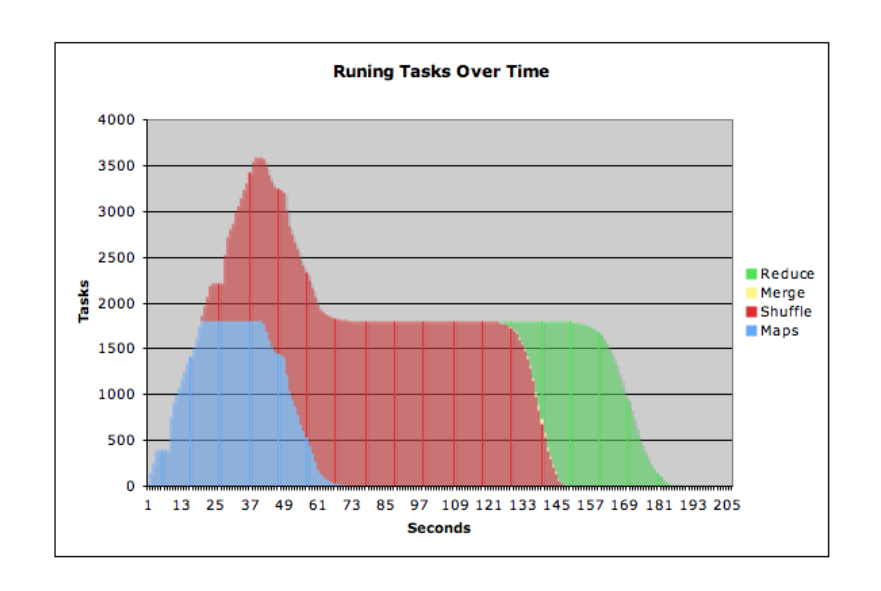 Runing Tasks Over Time
4000
3500
3000
2500
2000
1500
1000
500
0
Tasks
1 13 25 37 49 61 73 85 97 109 121 133 145 157 169 181 193 205
Seconds
Reduce
Merge
Shuffle
Maps